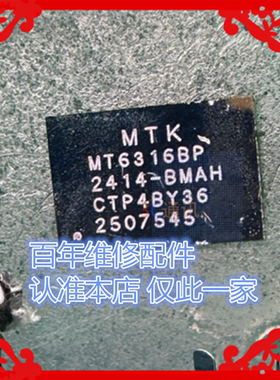 MTK
MT6316BP
2414-BMAH
CTP4BY36
2507545
百年维修配件
认准本店 仅此一家